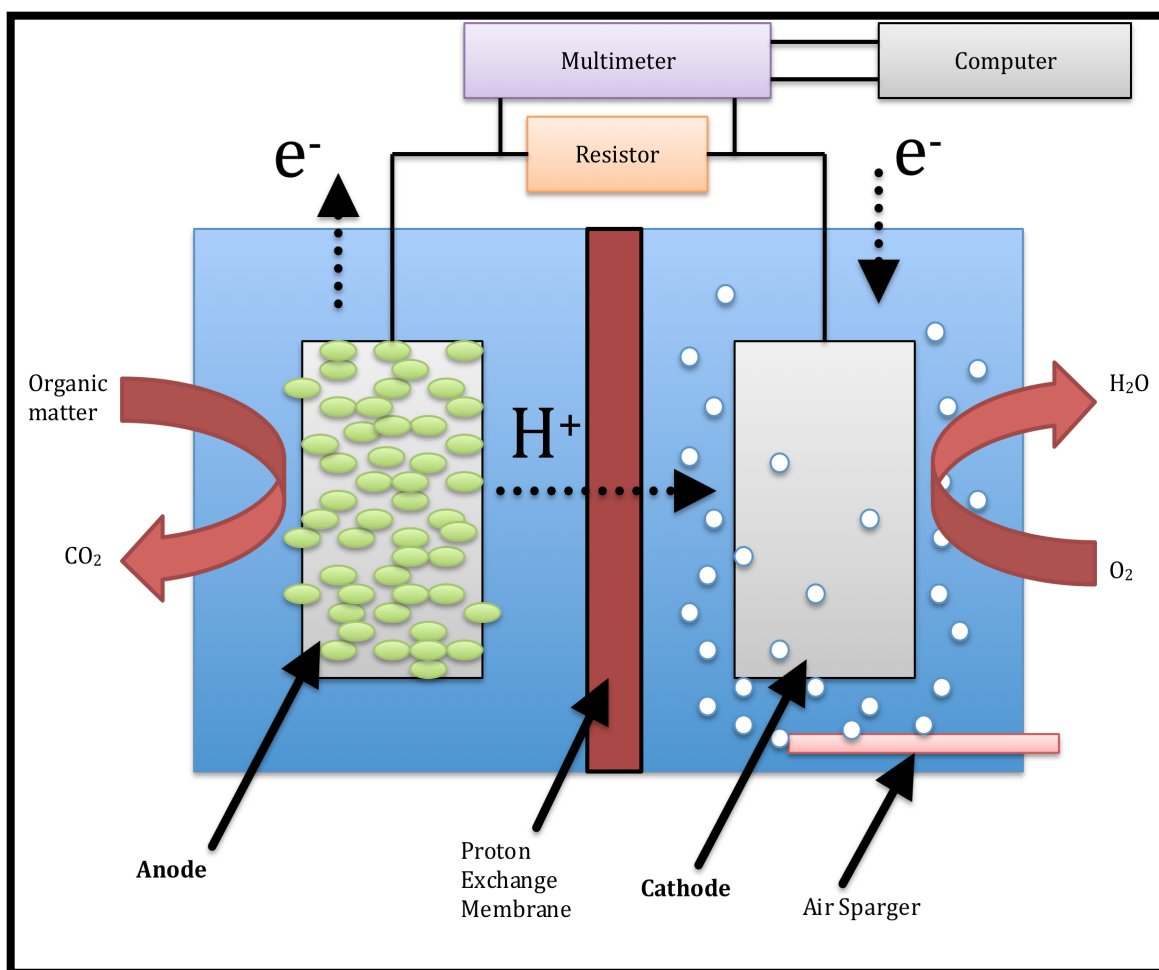 Multimeter
Computer
Resistor
e⁻
e⁻
Organic
matter
H⁺
H₂O
CO₂
O₂
Anode
Proton
Exchange
Membrane
Cathode
Air Sparger